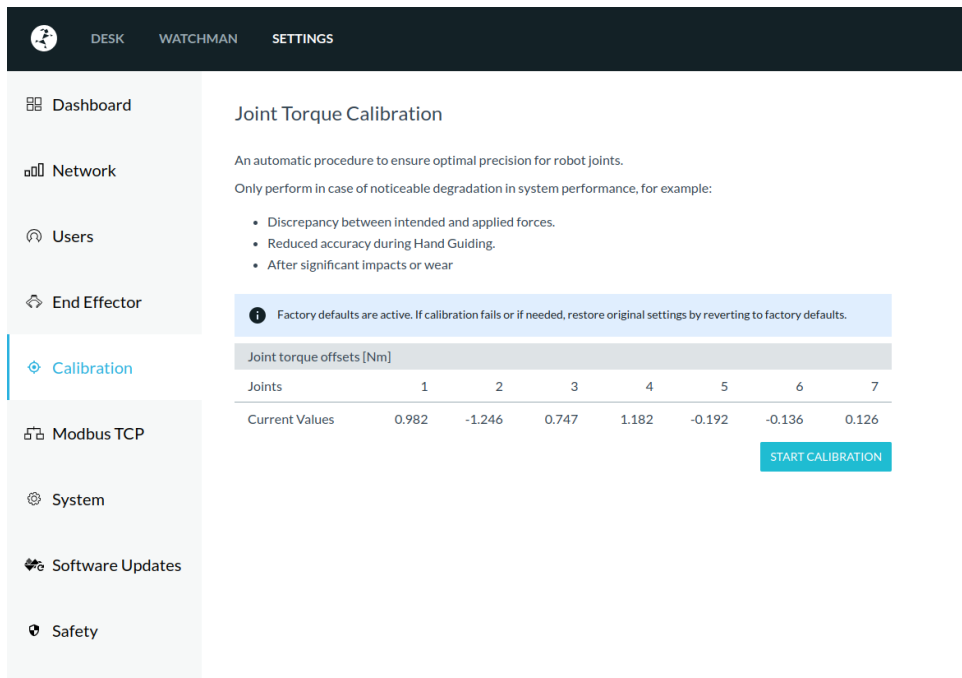 DESK WATCHMAN SETTINGS
Dashboard
Network
Users
End Effector
Calibration
Modbus TCP
System
Software Updates
Safety
Joint Torque Calibration
An automatic procedure to ensure optimal precision for robot joints.
Only perform in case of noticeable degradation in system performance, for example:
• Discrepancy between intended and applied forces.
• Reduced accuracy during Hand Guiding.
• After significant impacts or wear
Factory defaults are active. If calibration fails or if needed, restore original settings by reverting to factory defaults.
Joint torque offsets [Nm]
Joints 1 2 3 4 5 6 7
Current Values 0.982 -1.246 0.747 1.182 -0.192 -0.136 0.126
START CALIBRATION